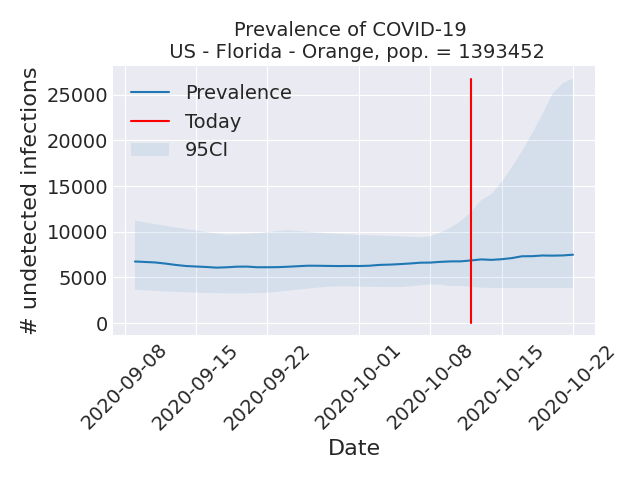 Prevalence of COVID-19
US - Florida - Orange, pop. = 1393452
# undetected infections
25000
20000
15000
10000
5000
0
Prevalence
Today
95CI
2020-09-08
2020-09-15
2020-09-22
2020-10-01
2020-10-08
2020-10-15
2020-10-22
Date